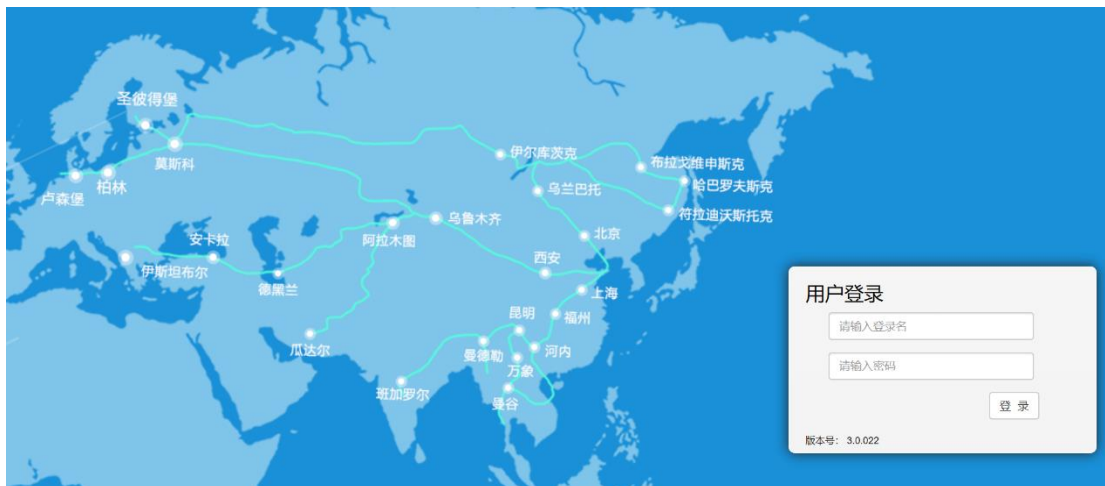 圣彼得堡
莫斯科
柏林
卢森堡
伊尔库茨克
布拉戈维申斯克
哈巴罗夫斯克
乌兰巴托
符拉迪沃斯托克
乌鲁木齐
北京
安卡拉
阿拉木图
西安
伊斯坦布尔
德黑兰
上海
昆明
福州
瓜达尔
曼德勒
河内
万象
班加罗尔
曼谷
用户登录
请输入登录名
请输入密码
登 录
版本号： 3.0.022